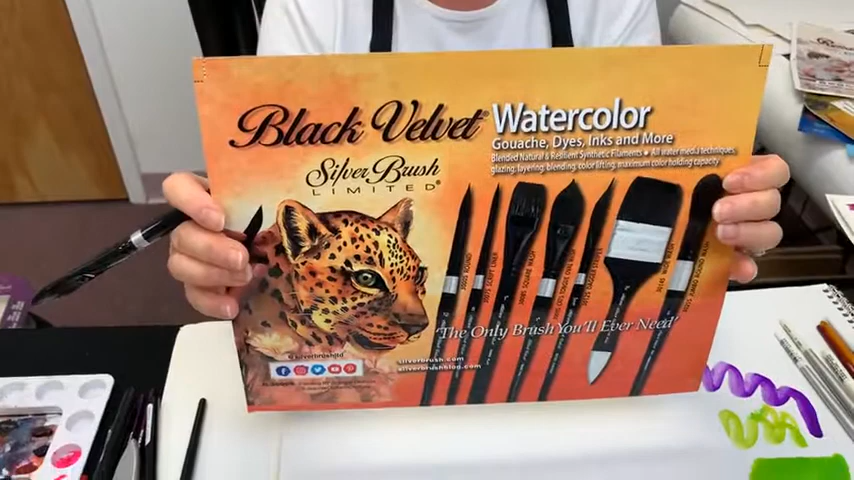 Black Velvet®
Watercolor
Gouache, Dyes, Inks and More
Blended Natural & Resilient Synthetic Filaments • All water media techniques,
glazing, layering, blending, color lifting, maximum color holding capacity
Silver Brush
LIMITED®
The Only Brush You'll Ever Need
@silverbrushltd
silverbrush.com
silverbrushblog.com